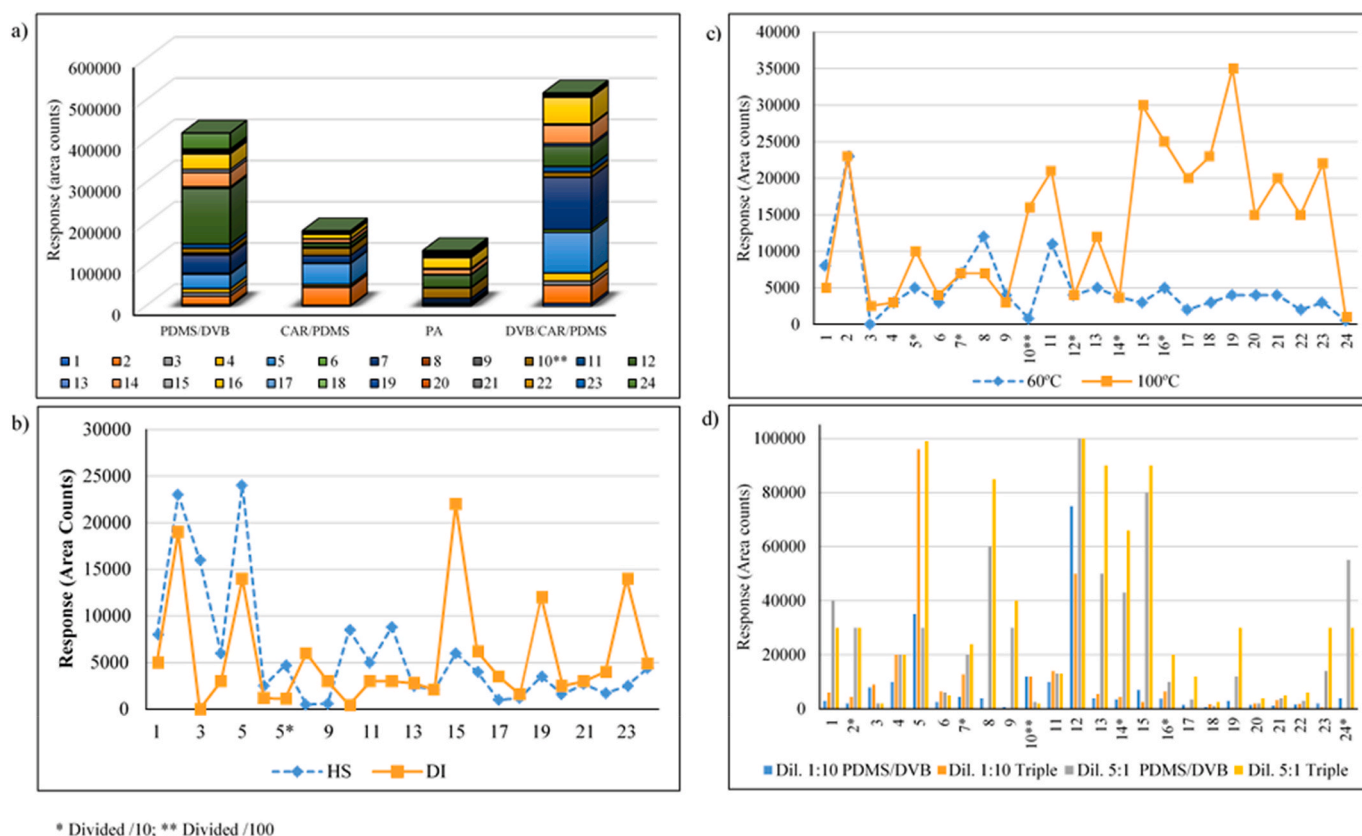 a)
600000
500000
400000
300000
200000
100000
0
Response (area counts)
PDMS/DVB CAR/PDMS PA DVB/CAR/PDMS
1 2 3 4 5 6 7 8 9 10** 11 12
13 14 15 16 17 18 19 20 21 22 23 24
b)
30000
25000
20000
15000
10000
5000
0
Response (Area Counts)
1 3 5 5* 9 11 13 15 17 19 21 23
HS DI
c)
40000
35000
30000
25000
20000
15000
10000
5000
0
Response (Area counts)
1 2 3 4 5* 6 7* 8 9 10** 11 12* 13 14* 15 16* 17 18 19 20 21 22 23 24
60ºC 100ºC
d)
100000
80000
60000
40000
20000
0
Response (Area counts)
1 2* 3 4 5 6 7* 8 9 10** 11 12 13 14* 15 16* 17 18 19 20 21 22 23 24*
Dil. 1:10 PDMS/DVB Dil. 1:10 Triple Dil. 5:1 PDMS/DVB Dil. 5:1 Triple
* Divided /10; ** Divided /100